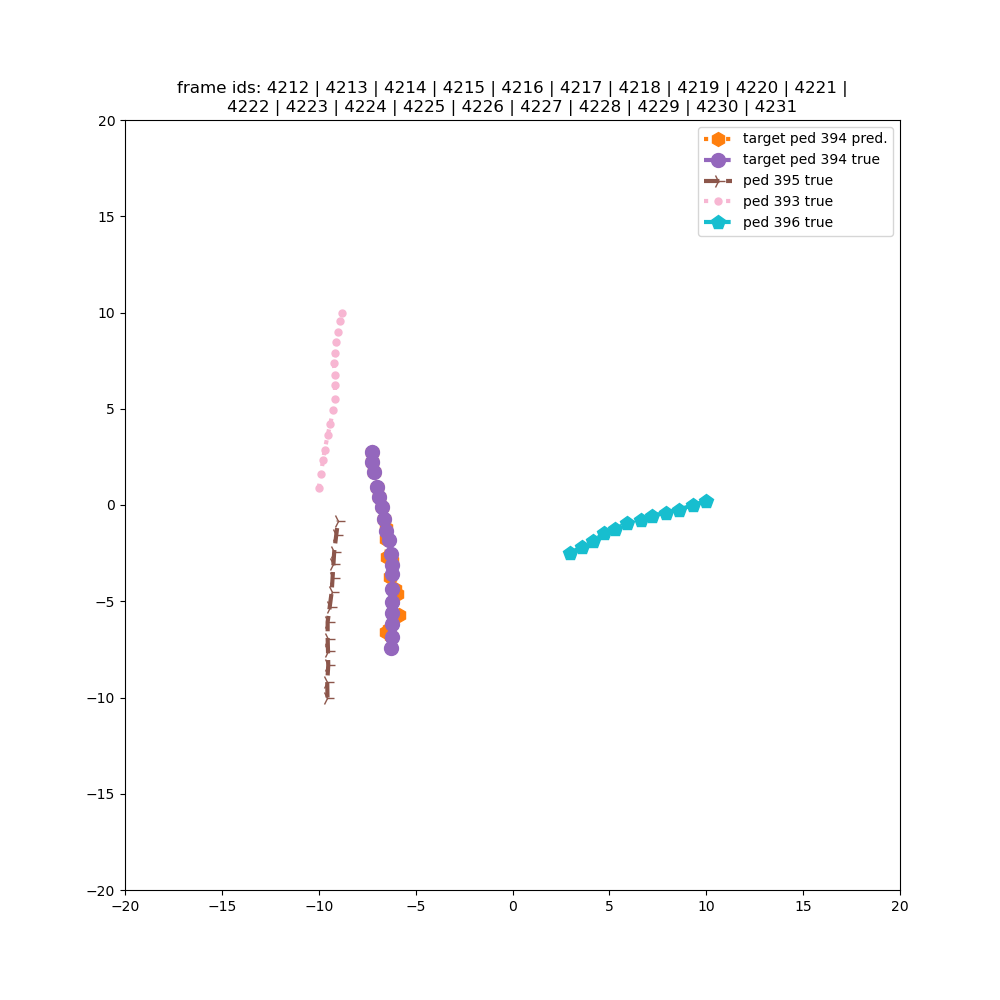 frame ids: 4212 | 4213 | 4214 | 4215 | 4216 | 4217 | 4218 | 4219 | 4220 | 4221 |
4222 | 4223 | 4224 | 4225 | 4226 | 4227 | 4228 | 4229 | 4230 | 4231
target ped 394 pred.
target ped 394 true
ped 395 true
ped 393 true
ped 396 true
20
15
10
5
0
−5
−10
−15
−20
−20
−15
−10
−5
0
5
10
15
20